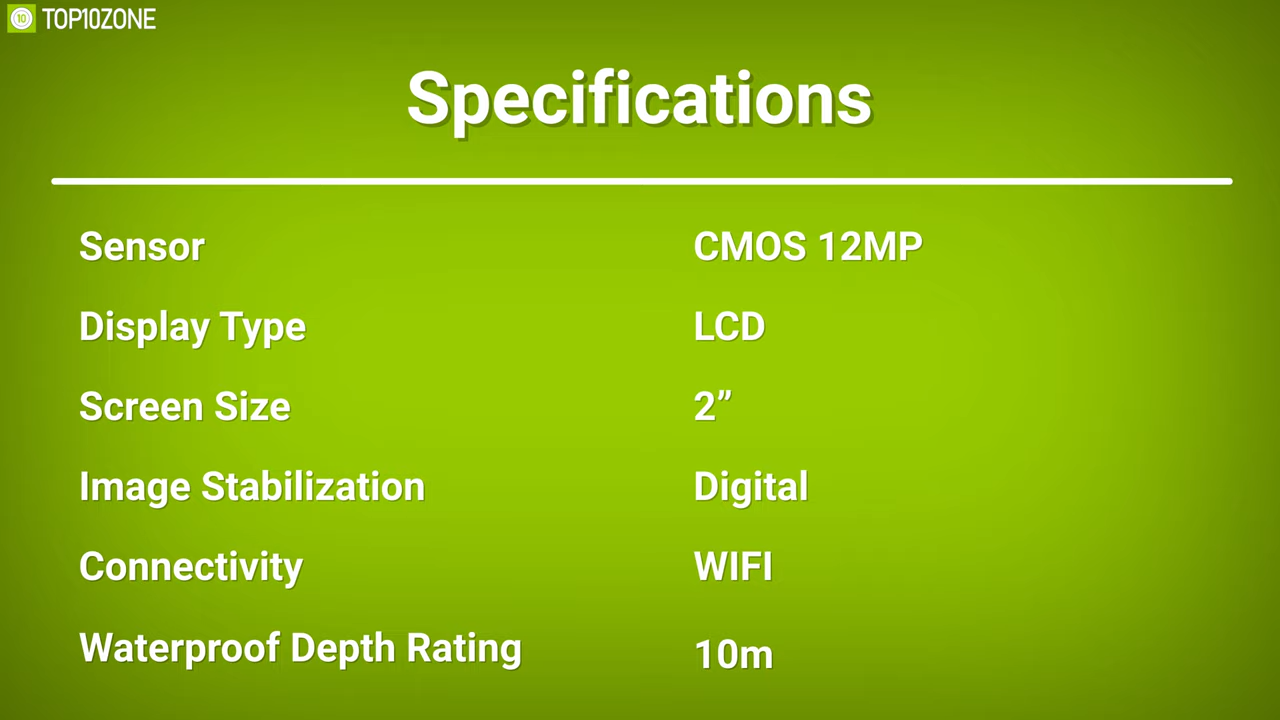 TOP10ZONE
Specifications
Sensor CMOS 12MP
Display Type LCD
Screen Size 2”
Image Stabilization Digital
Connectivity WIFI
Waterproof Depth Rating 10m